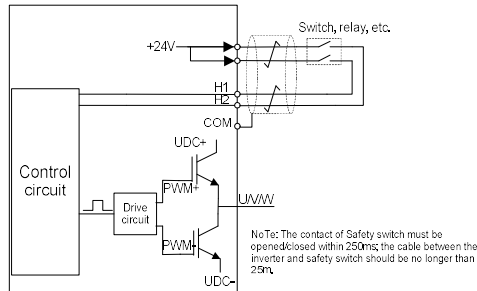 Switch, relay, etc.
+24V
H1
H2
COM
UDC+
Control
circuit
PWM+
U/V/W
Drive
circuit
PWM-
UDC-
NoTe: The contact of Safety switch must be
opened/closed within 250ms; the cable between the
inverter and safety switch should be no longer than
25m.